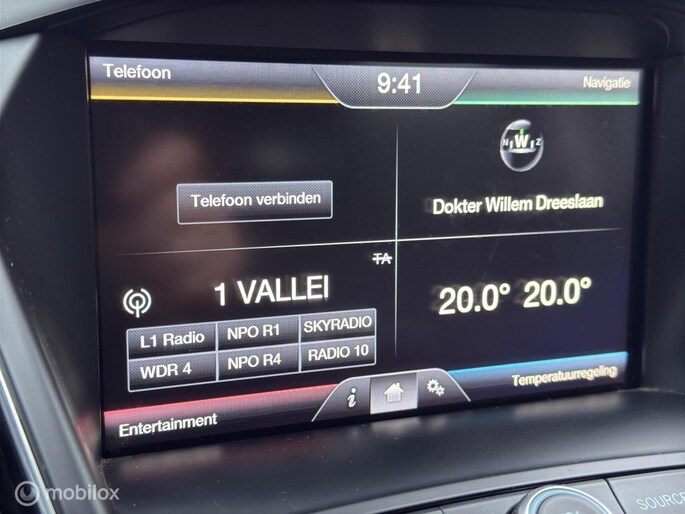 Telefoon
9:41
Navigatie
N W Z
Telefoon verbinden
Dokter Willem Dreeslaan
TA
1 VALLEI
20.0° 20.0°
L1 Radio NPO R1 SKYRADIO
WDR 4 NPO R4 RADIO 10
i
Entertainment
Temperatuurregeling
SOURCE
mobilox